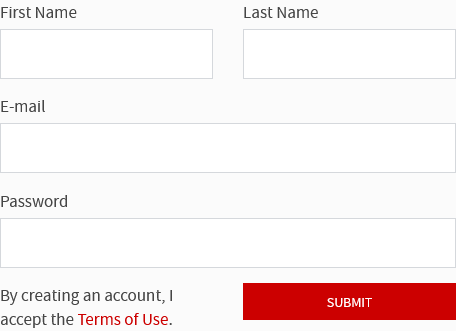 First Name Last Name
E-mail
Password
By creating an account, I
accept the Terms of Use.
SUBMIT